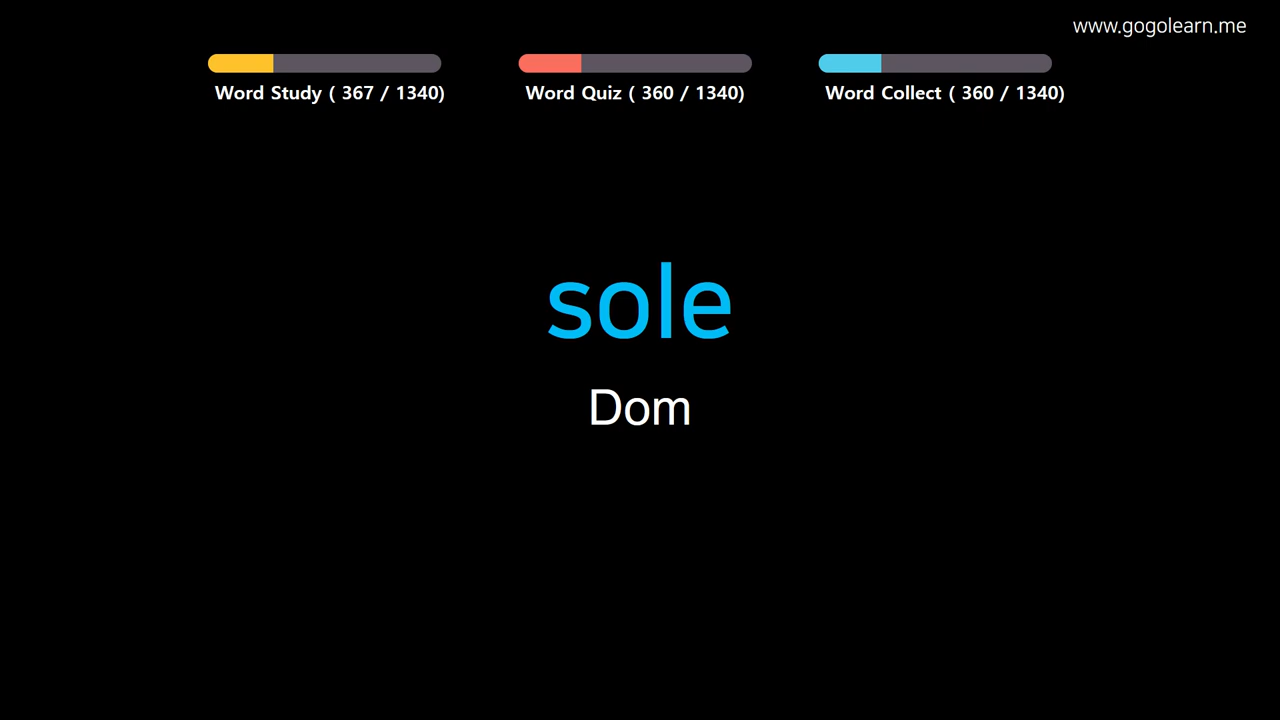 www.gogolearn.me
Word Study ( 367 / 1340)
Word Quiz ( 360 / 1340)
Word Collect ( 360 / 1340)
sole
Dom